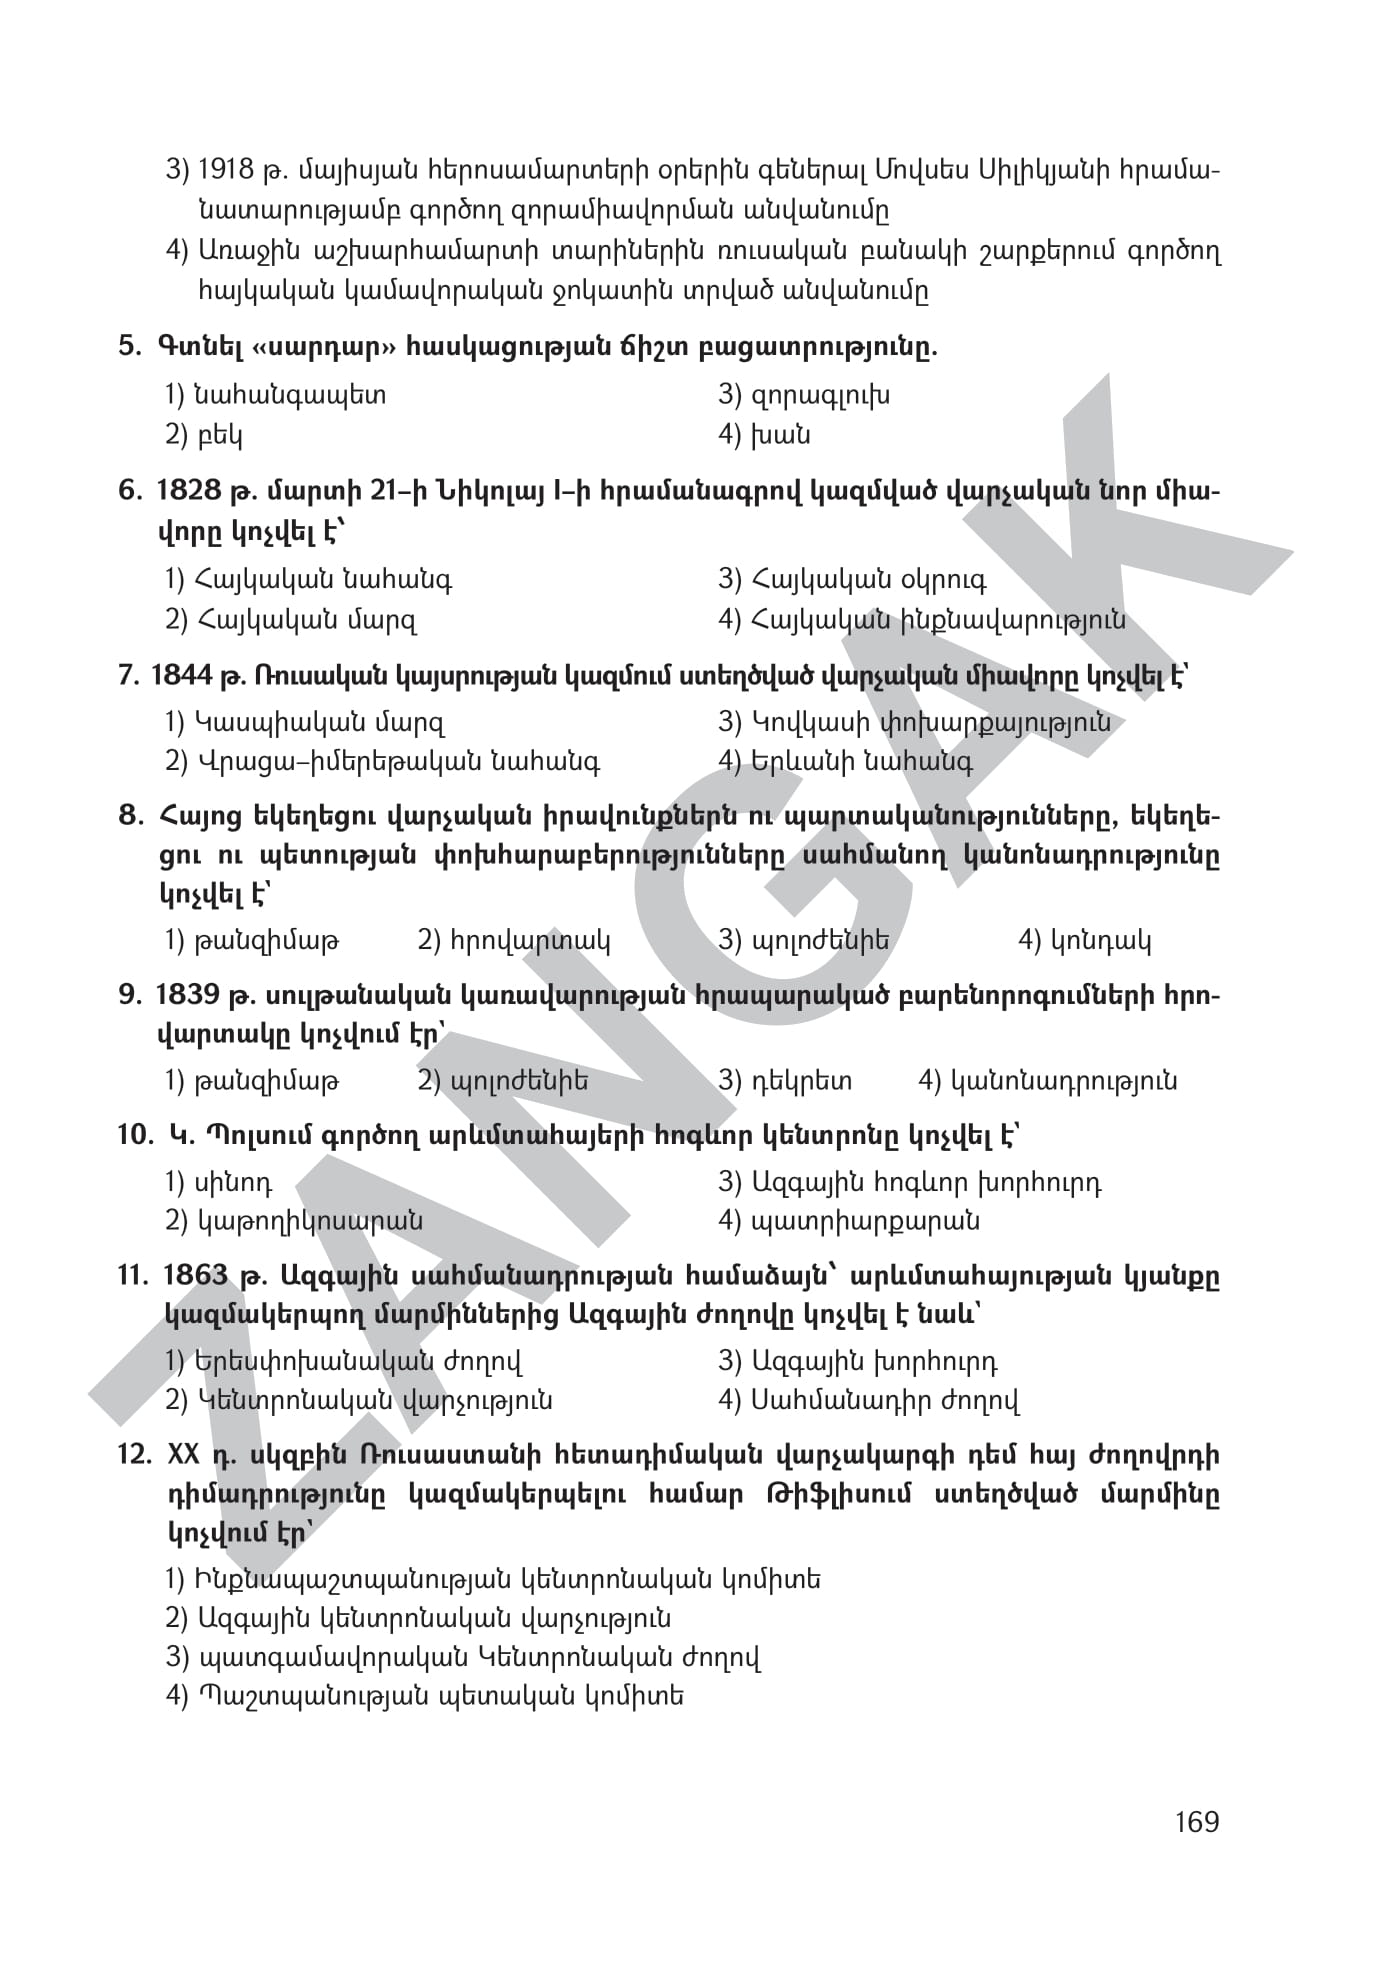 3) 1918 թ. մայիսյան հերոսամարտերի օրերին գեներալ Մովսես Սիլիկյանի հրամա-
նատարությամբ գործող զորամիավորման անվանումը
4) Առաջին աշխարհամարտի տարիներին ռուսական բանակի շարքերում գործող
հայկական կամավորական ջոկատին տրված անվանումը
5. Գտնել «սարդար» հասկացության ճիշտ բացատրությունը.
1) նահանգապետ 3) զորագլուխ
2) բեկ 4) խան
6. 1828 թ. մարտի 21–ի Նիկոլայ I–ի հրամանագրով կազմված վարչական նոր միա-
վորը կոչվել է՝
1) Հայկական նահանգ 3) Հայկական օկրուգ
2) Հայկական մարզ 4) Հայկական ինքնավարություն
7. 1844 թ. Ռուսական կայսրության կազմում ստեղծված վարչական միավորը կոչվել է՝
1) Կասպիական մարզ 3) Կովկասի փոխարքայություն
2) Վրացա–իմերեթական նահանգ 4) Երևանի նահանգ
8. Հայոց եկեղեցու վարչական իրավունքներն ու պարտականությունները, եկեղե-
ցու ու պետության փոխհարաբերությունները սահմանող կանոնադրությունը
կոչվել է՝
1) թանզիմաթ 2) հրովարտակ 3) պոլոժենիե 4) կոնդակ
9. 1839 թ. սուլթանական կառավարության հրապարակած բարենորոգումների հրո-
վարտակը կոչվում էր՝
1) թանզիմաթ 2) պոլոժենիե 3) դեկրետ 4) կանոնադրություն
10. Կ. Պոլսում գործող արևմտահայերի հոգևոր կենտրոնը կոչվել է՝
1) սինոդ 3) Ազգային հոգևոր խորհուրդ
2) կաթողիկոսարան 4) պատրիարքարան
11. 1863 թ. Ազգային սահմանադրության համաձայն՝ արևմտահայության կյանքը
կազմակերպող մարմիններից Ազգային ժողովը կոչվել է նաև՝
1) Երեսփոխանական ժողով 3) Ազգային խորհուրդ
2) Կենտրոնական վարչություն 4) Սահմանադիր ժողով
12. XX դ. սկզբին Ռուսաստանի հետադիմական վարչակարգի դեմ հայ ժողովրդի
դիմադրությունը կազմակերպելու համար Թիֆլիսում ստեղծված մարմինը
կոչվում էր՝
1) Ինքնապաշտպանության կենտրոնական կոմիտե
2) Ազգային կենտրոնական վարչություն
3) պատգամավորական Կենտրոնական ժողով
4) Պաշտպանության պետական կոմիտե
169
ZANGAK